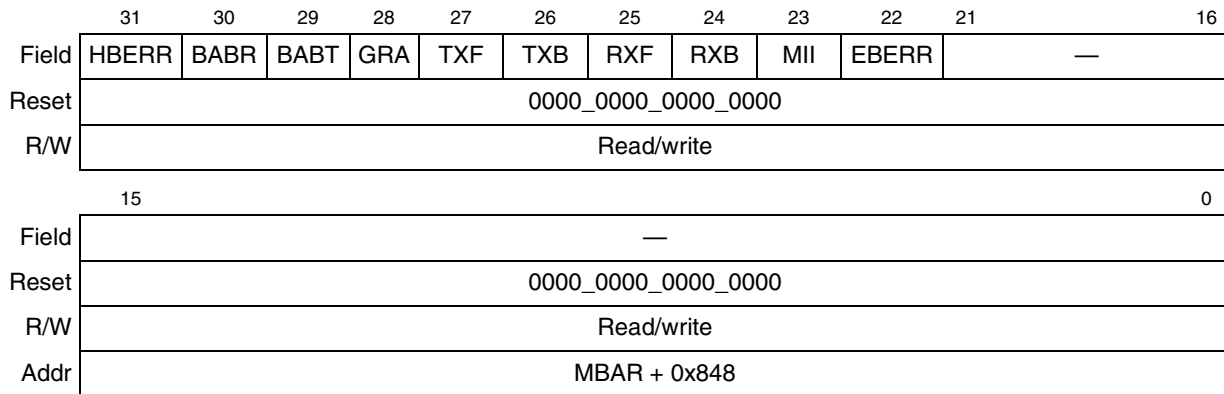 31 30 29 28 27 26 25 24 23 22 21 16
Field HBERR BABR BABT GRA TXF TXB RXF RXB MII EBERR —
Reset 0000_0000_0000_0000
R/W Read/write
15 0
Field —
Reset 0000_0000_0000_0000
R/W Read/write
Addr MBAR + 0x848